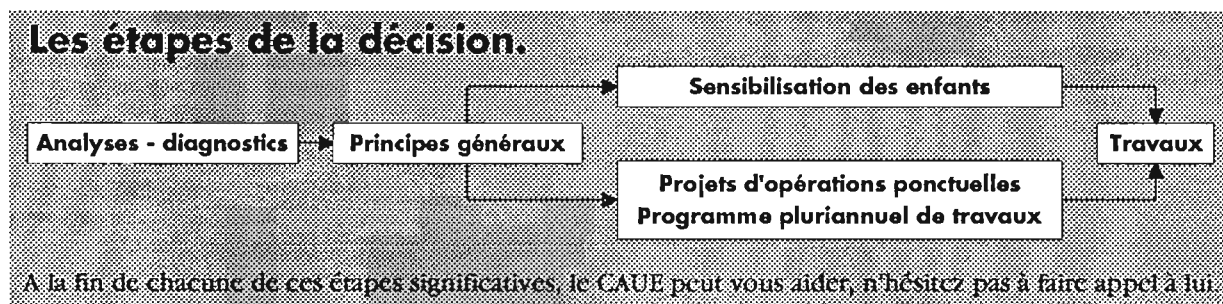 Les étapes de la décision.
Sensibilisation des enfants
Analyses - diagnostics
Principes généraux
Travaux
Projets d'opérations ponctuelles
Programme pluriannuel de travaux
A la fin de chacune de ces étapes significatives, le CAUE peut vous aider, n'hésitez pas à faire appel à lui.